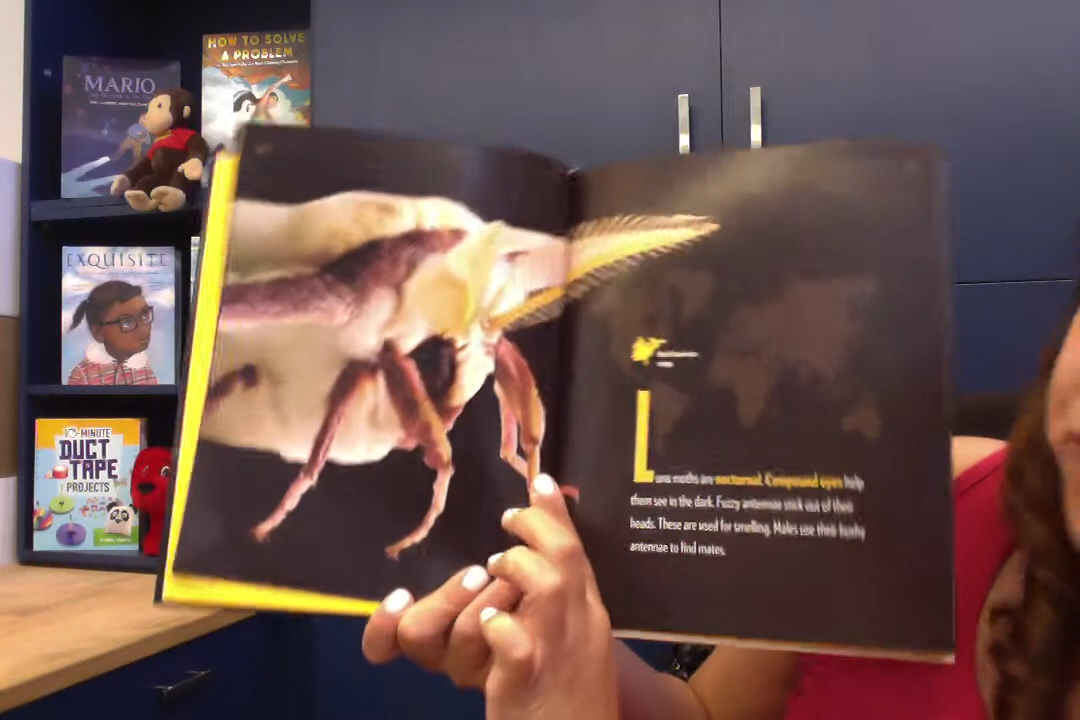 MARIO
HOW TO SOLVE
A PROBLEM
EXQUISITE
10-MINUTE
DUCT
TAPE
PROJECTS
Luna moths are nocturnal. Compound eyes help
them see in the dark. Fuzzy antennae stick out of their
heads. These are used for smelling. Males use their bushy
antennae to find mates.